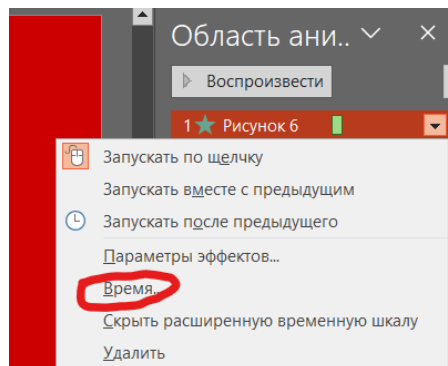 Область ани..
Воспроизвести
1 Рисунок 6
Запускать по щелчку
Запускать вместе с предыдущим
Запускать после предыдущего
Параметры эффектов...
Время...
Скрыть расширенную временную шкалу
Удалить